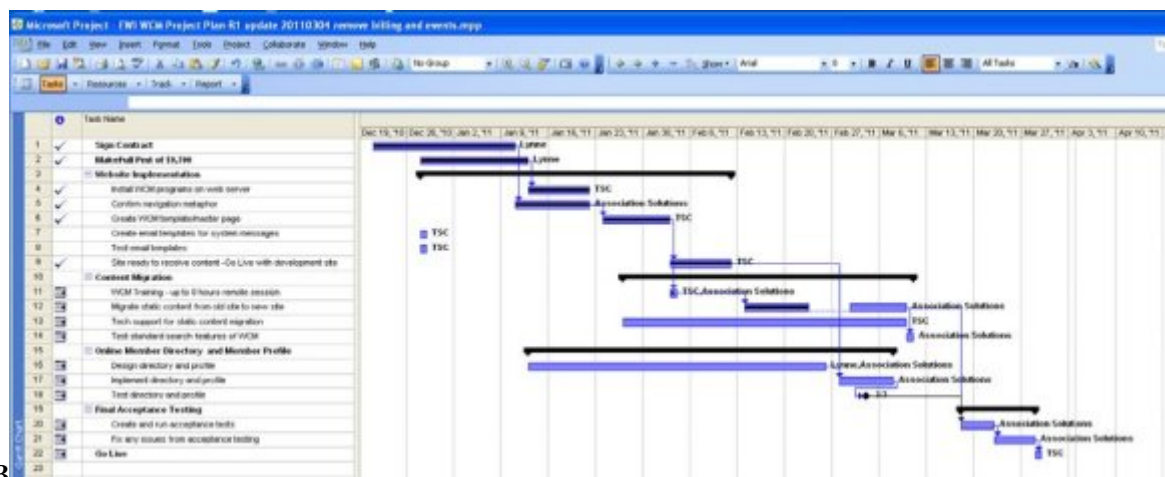 Microsoft Project - EWI WCM Project Plan R1 update 20110304 remove billing and events.mpp
File Edit View Insert Format Tools Project Collaborate Window Help
No Group Show Arial 8 B I U All Tasks
Tasks Resources Track Report
Task Name
Dec 19, '10 Dec 26, '10 Jan 2, '11 Jan 9, '11 Jan 16, '11 Jan 23, '11 Jan 30, '11 Feb 6, '11 Feb 13, '11 Feb 20, '11 Feb 27, '11 Mar 6, '11 Mar 13, '11 Mar 20, '11 Mar 27, '11 Apr 3, '11 Apr 10, '11
1 Sign Contract Lynne
2 Lynne
3 Website Implementation
4 Install WCM programs on web server TSC
5 Confirm navigation metaphor Association Solutions
6 Create WCM template/master page TSC
7 Create email templates for system messages TSC
8 Test email templates TSC
9 Site ready to receive content -Go Live with development site TSC
10 Content Migration
11 WCM Training - up to 8 hours remote session TSC,Association Solutions
12 Migrate static content from old site to new site Association Solutions
13 Tech support for static content migration TSC
14 Test standard search features of WCM Association Solutions
15 Online Member Directory and Member Profile
16 Design directory and profile Lynne,Association Solutions
17 Implement directory and profile Association Solutions
18 Test directory and profile
19 Final Acceptance Testing
20 Create and run acceptance tests Association Solutions
21 Fix any issues from acceptance testing Association Solutions
22 Go Live TSC
23
Gantt Chart